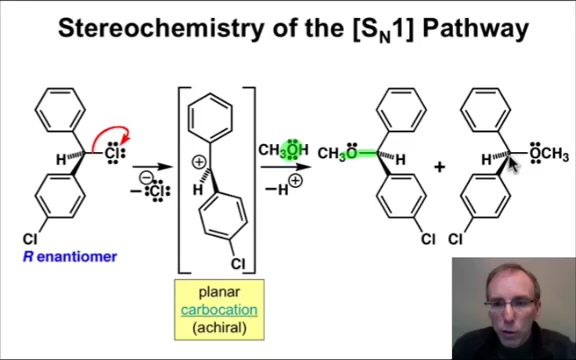 Stereochemistry of the [SN1] Pathway
H
Cl
Cl
R enantiomer
− Cl
⊖
⊕
H
Cl
planar
carbocation
(achiral)
CH3OH
−H⊕
CH3O
H
Cl
+
H
OCH3
Cl